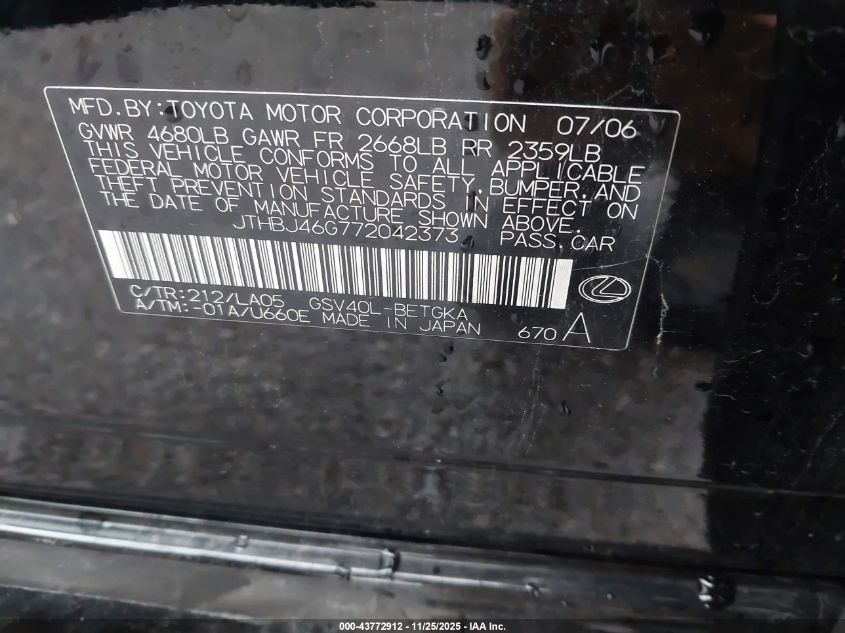 MFD.BY:TOYOTA MOTOR CORPORATION 07/06
GVWR 4680LB GAWR FR 2668LB RR 2359LB
THIS VEHICLE CONFORMS TO ALL APPLICABLE
FEDERAL MOTOR VEHICLE SAFETY,BUMPER,AND
THEFT PREVENTION STANDARDS IN EFFECT ON
THE DATE OF MANUFACTURE SHOWN ABOVE.
JTHBJ46G772042373 PASS.CAR
C/TR:212/LA05 GSV40L-BETGKA
A/TM:-01A/U660E MADE IN JAPAN 670 A
000-43772912 - 11/25/2025 - IAA Inc.